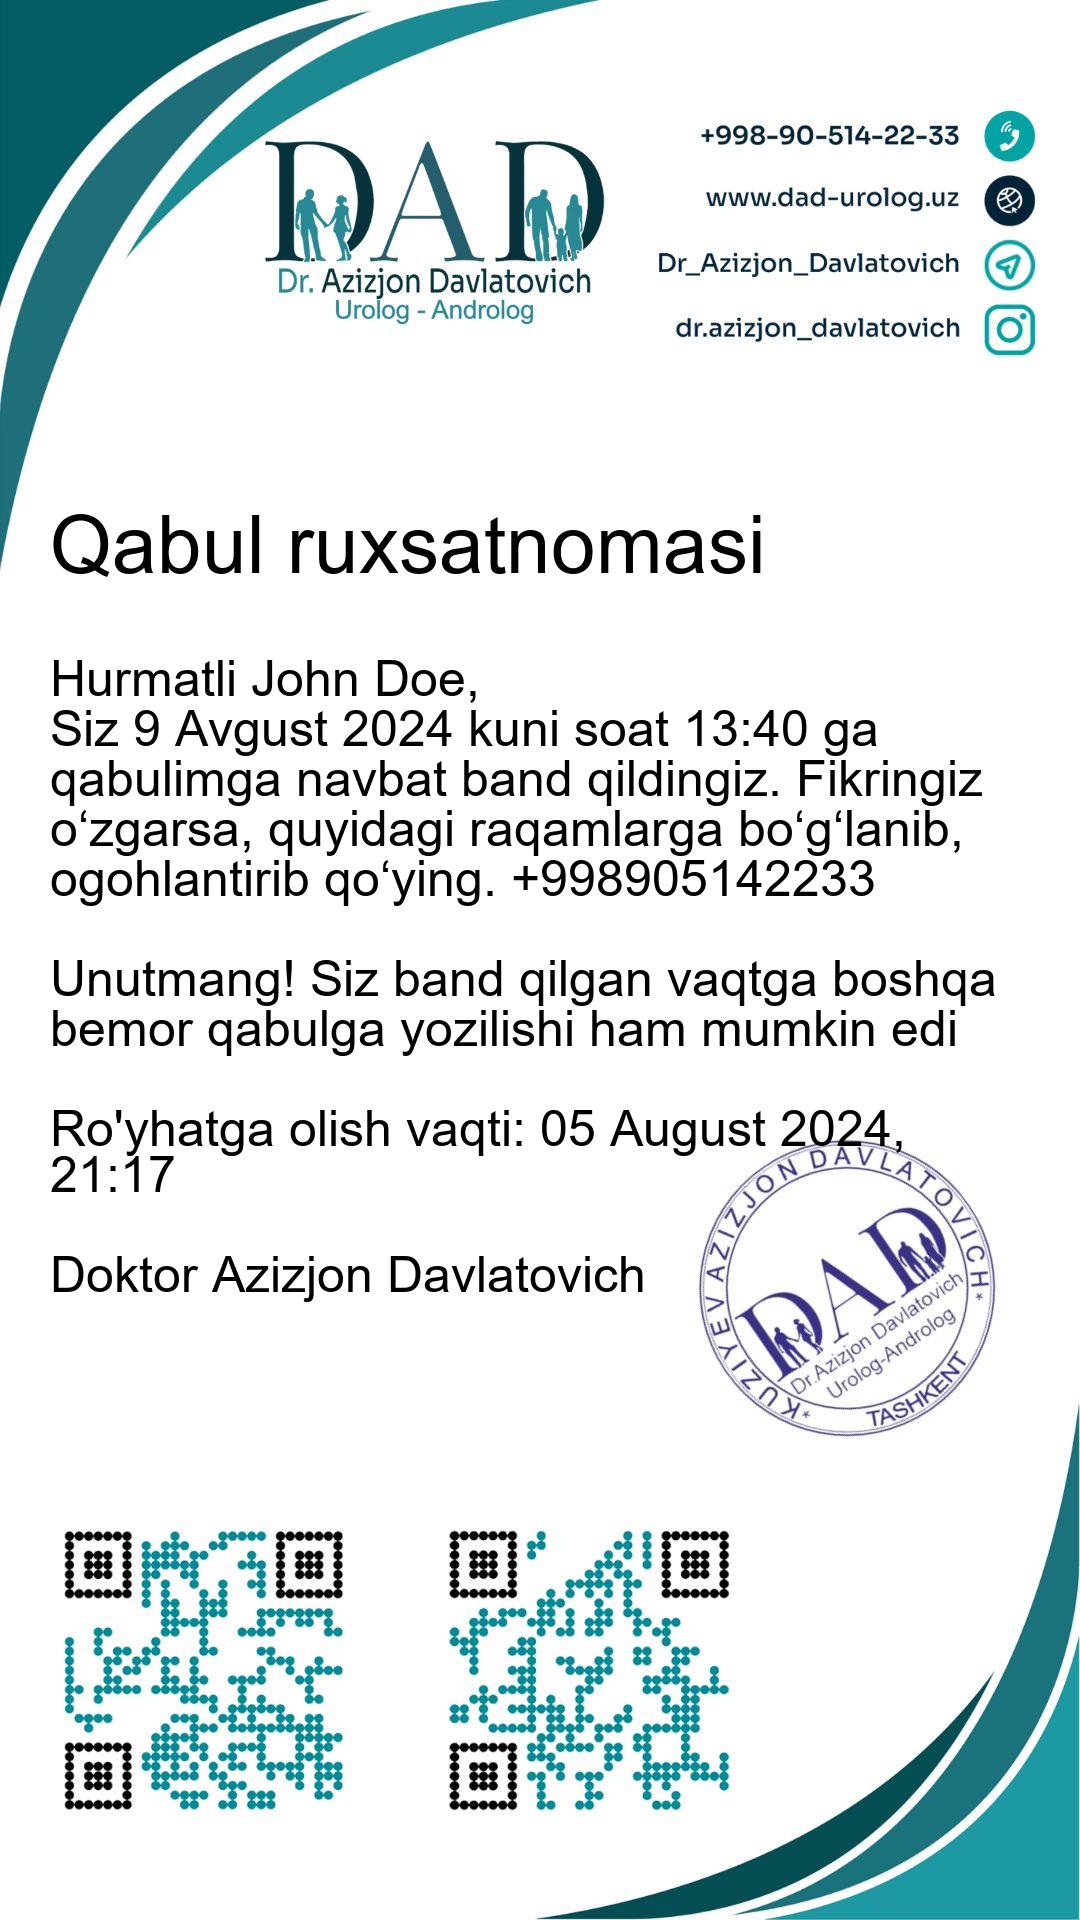 DAD
Dr. Azizjon Davlatovich
Urolog - Androlog
+998-90-514-22-33
www.dad-urolog.uz
Dr_Azizjon_Davlatovich
dr.azizjon_davlatovich
Qabul ruxsatnomasi
Hurmatli John Doe,
Siz 9 Avgust 2024 kuni soat 13:40 ga
qabulimga navbat band qildingiz. Fikringiz
o‘zgarsa, quyidagi raqamlarga bo‘g‘lanib,
ogohlantirib qo‘ying. +998905142233
Unutmang! Siz band qilgan vaqtga boshqa
bemor qabulga yozilishi ham mumkin edi
Ro'yhatga olish vaqti: 05 August 2024,
21:17
Doktor Azizjon Davlatovich
*KUZIYEV AZIZJON DAVLATOVICH*
DAD
Dr.Azizjon Davlatovich
Urolog-Androlog
TASHKENT